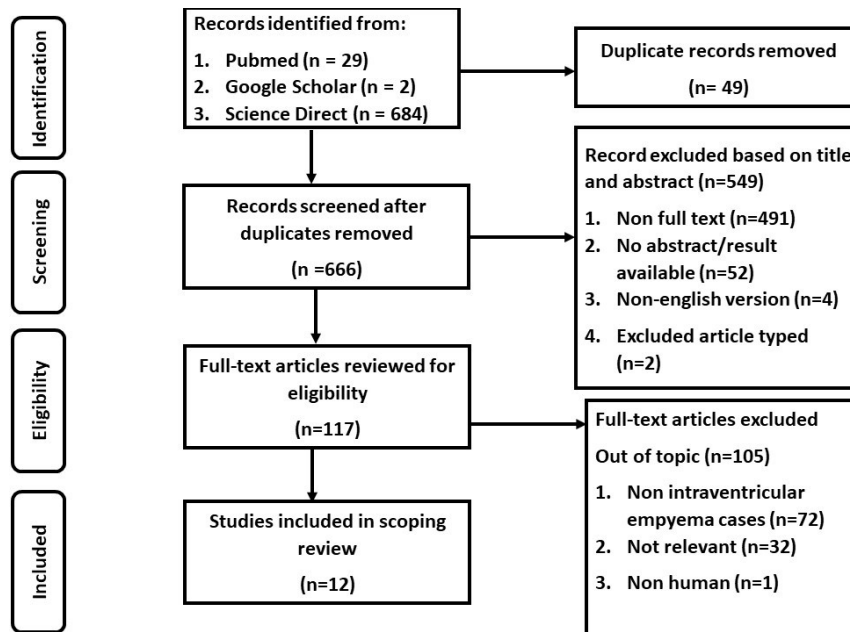 Identification
Records identified from:
1. Pubmed (n = 29)
2. Google Scholar (n = 2)
3. Science Direct (n = 684)
Duplicate records removed
(n= 49)
Screening
Records screened after
duplicates removed
(n =666)
Record excluded based on title
and abstract (n=549)
1. Non full text (n=491)
2. No abstract/result
available (n=52)
3. Non-english version (n=4)
4. Excluded article typed
(n=2)
Eligibility
Full-text articles reviewed for
eligibility
(n=117)
Full-text articles excluded
Out of topic (n=105)
1. Non intraventricular
empyema cases (n=72)
2. Not relevant (n=32)
3. Non human (n=1)
Included
Studies included in scoping
review
(n=12)